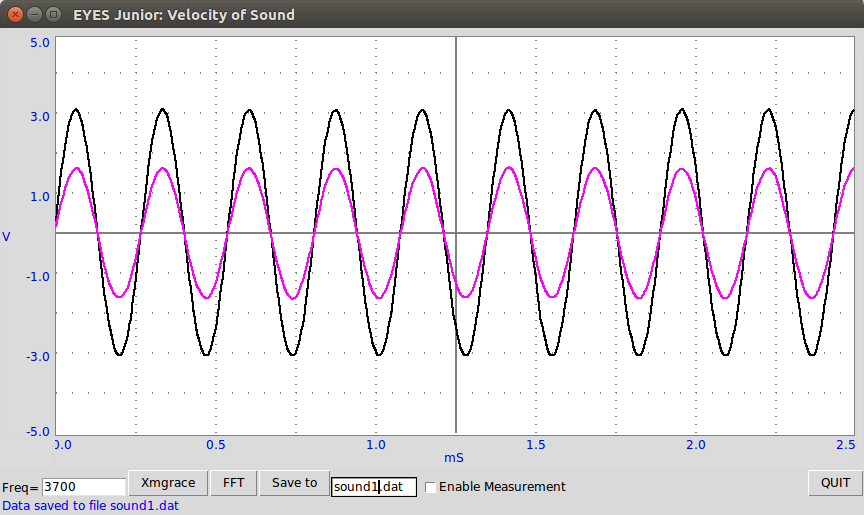 EYES Junior: Velocity of Sound
5.0
3.0
1.0
V
-1.0
-3.0
-5.0
0.0 0.5 1.0 1.5 2.0 2.5
mS
Freq= 3700 Xmgrace FFT Save to sound1.dat Enable Measurement QUIT
Data saved to file sound1.dat